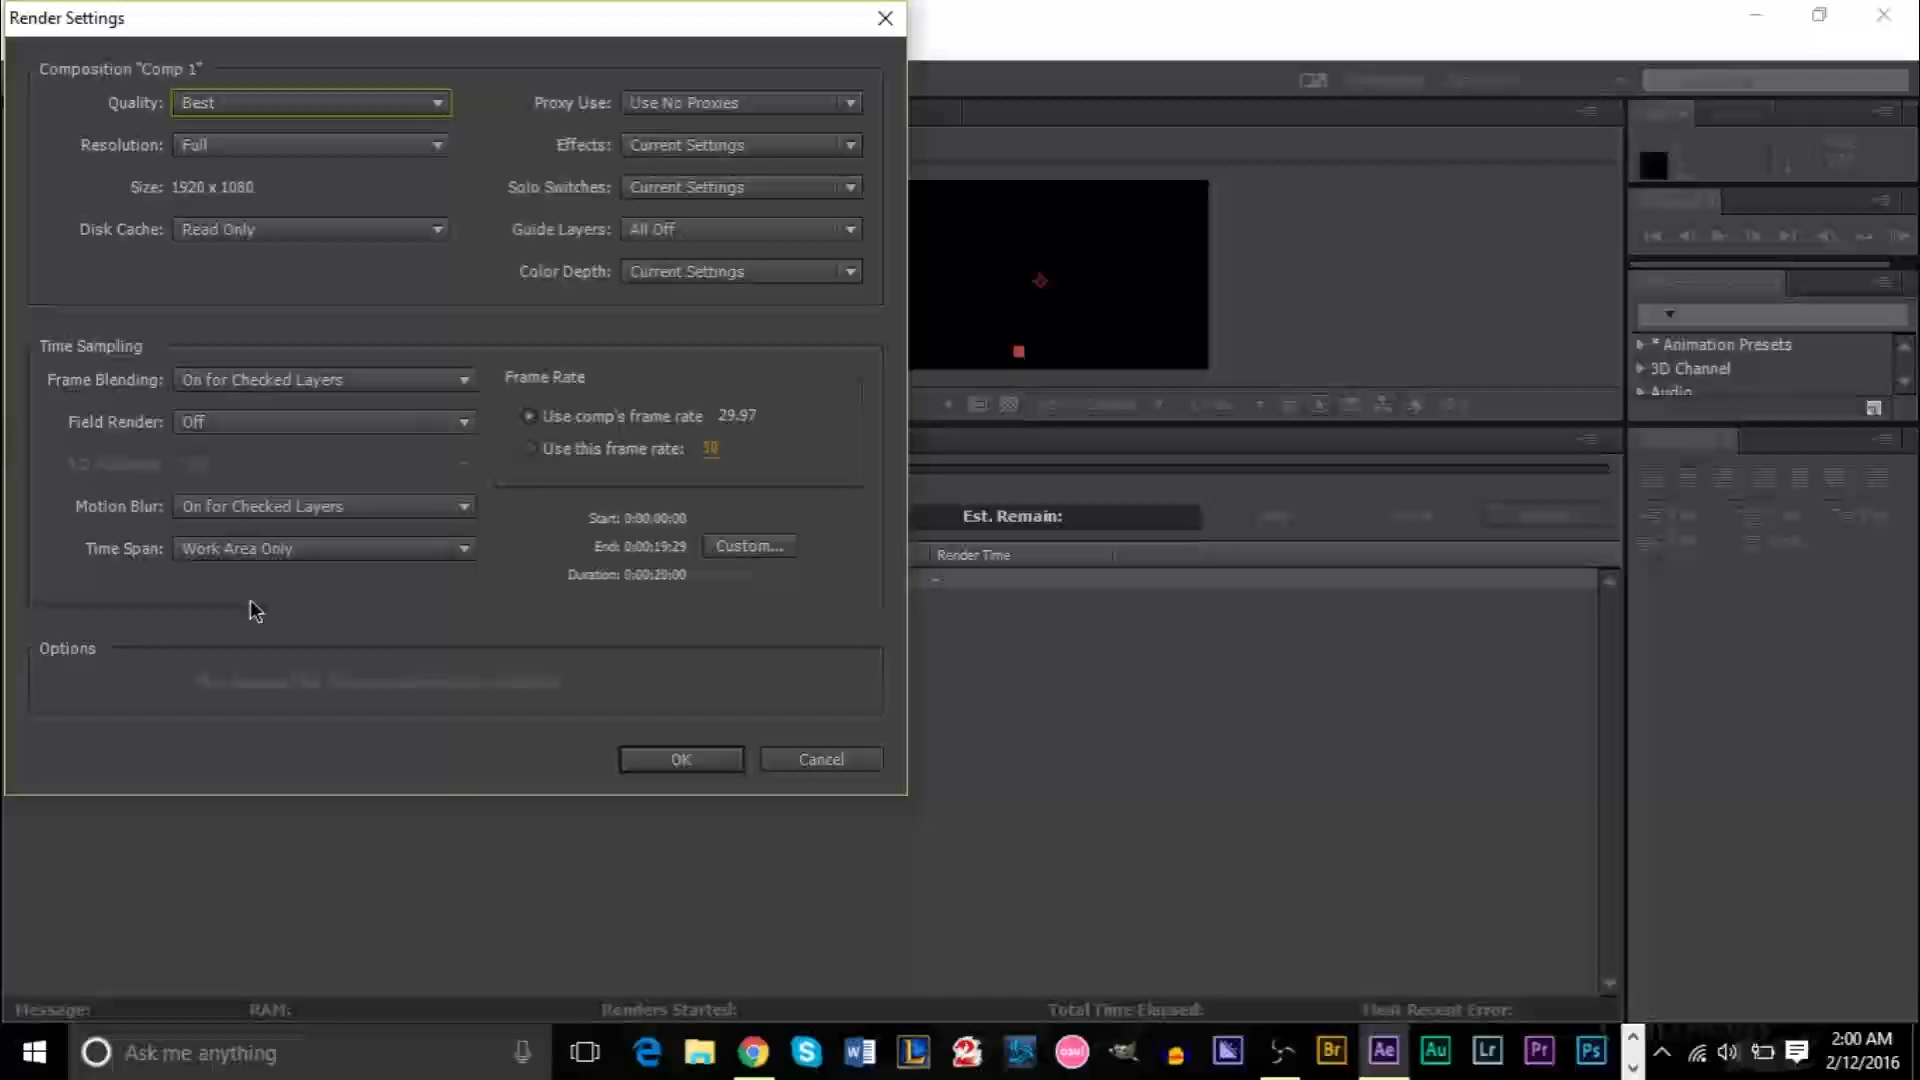 Render Settings
Composition "Comp 1"
Quality: Best
Proxy Use: Use No Proxies
Resolution: Full
Effects: Current Settings
Size: 1920 x 1080
Solo Switches: Current Settings
Disk Cache: Read Only
Guide Layers: All Off
Color Depth: Current Settings
Time Sampling
Frame Blending: On for Checked Layers
Frame Rate
Field Render: Off
Use comp's frame rate 29.97
Use this frame rate: 30
Motion Blur: On for Checked Layers
Time Span: Work Area Only
Start: 0:00:00:00
End: 0:00:19:29
Custom...
Duration: 0:00:20:00
Options
OK
Cancel
* Animation Presets
3D Channel
Audio
Est. Remain:
Render Time
Message:
RAM:
Renders Started:
Total Time Elapsed:
Most Recent Error:
Ask me anything
osu!
Br
Ae
Au
Lr
Pr
Ps
2:00 AM
2/12/2016